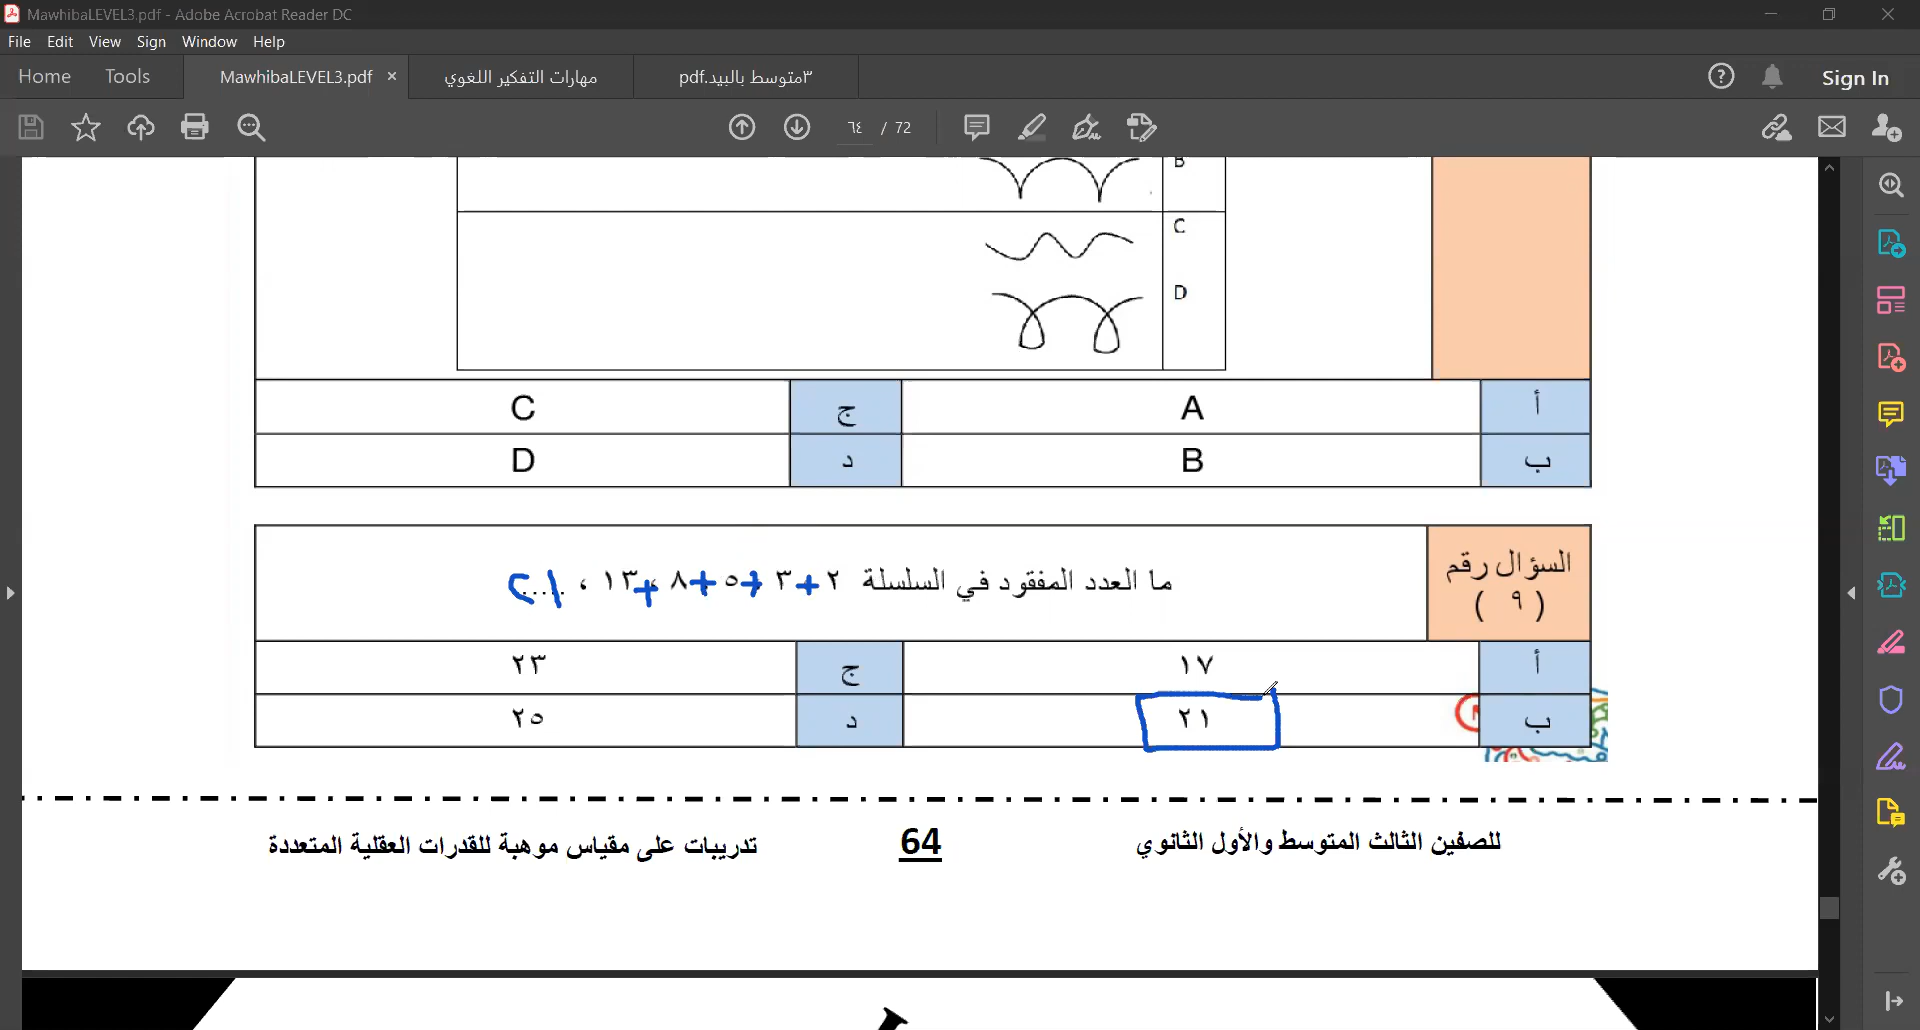 MawhibaLEVEL3.pdf - Adobe Acrobat Reader DC
File Edit View Sign Window Help
Home Tools MawhibaLEVEL3.pdf × مهارات التفكير اللغوي ٣متوسط بالبيد.pdf Sign In
٦٤ / 72
B
C
D
أ A ج C
ب B د D
السؤال رقم
( ٩ )
ما العدد المفقود في السلسلة ٢ + ٣ + ٥ + ٨ ، + ١٣ ، ...... ٢١
أ ١٧ ج ٢٣
ب ٢١ د ٢٥
للصفين الثالث المتوسط والأول الثانوي 64 تدريبات على مقياس موهبة للقدرات العقلية المتعددة